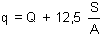 q = Q + 12,5 S/A